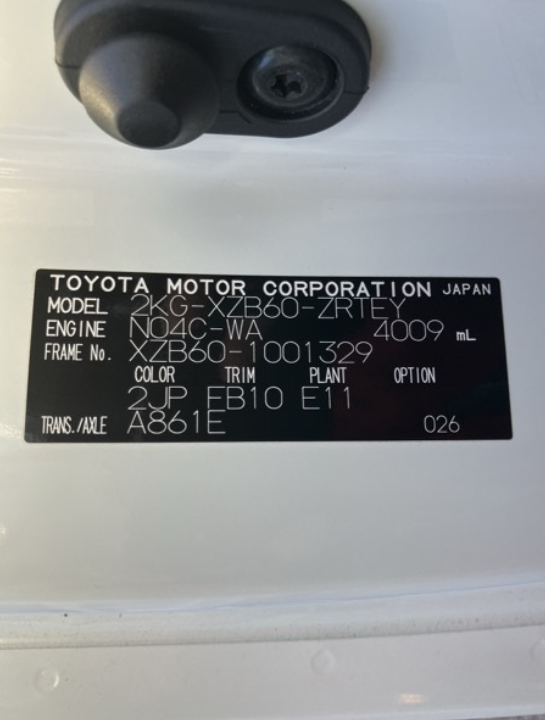 TOYOTA MOTOR CORPORATION JAPAN
MODEL 2KG-XZB60-ZRTEY
ENGINE N04C-WA 4009 mL
FRAME No. XZB60-1001329
COLOR TRIM PLANT OPTION
2JP FB10 E11
TRANS./AXLE A861E 026